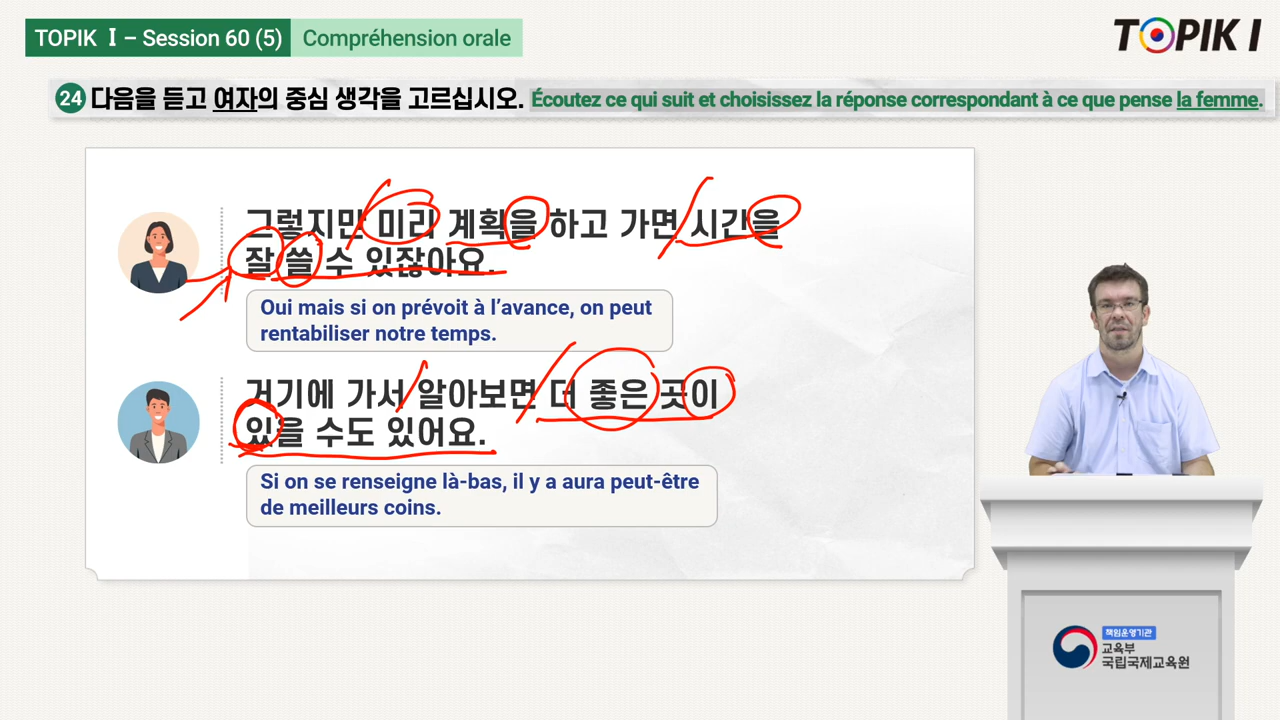 TOPIK Ⅰ – Session 60 (5) Compréhension orale
TOPIK I
24 다음을 듣고 여자의 중심 생각을 고르십시오. Écoutez ce qui suit et choisissez la réponse correspondant à ce que pense la femme.
그렇지만 미리 계획을 하고 가면 시간을
잘 쓸 수 있잖아요.
Oui mais si on prévoit à l’avance, on peut
rentabiliser notre temps.
거기에 가서 알아보면 더 좋은 곳이
있을 수도 있어요.
Si on se renseigne là-bas, il y a aura peut-être
de meilleurs coins.
책임운영기관
교육부
국립국제교육원